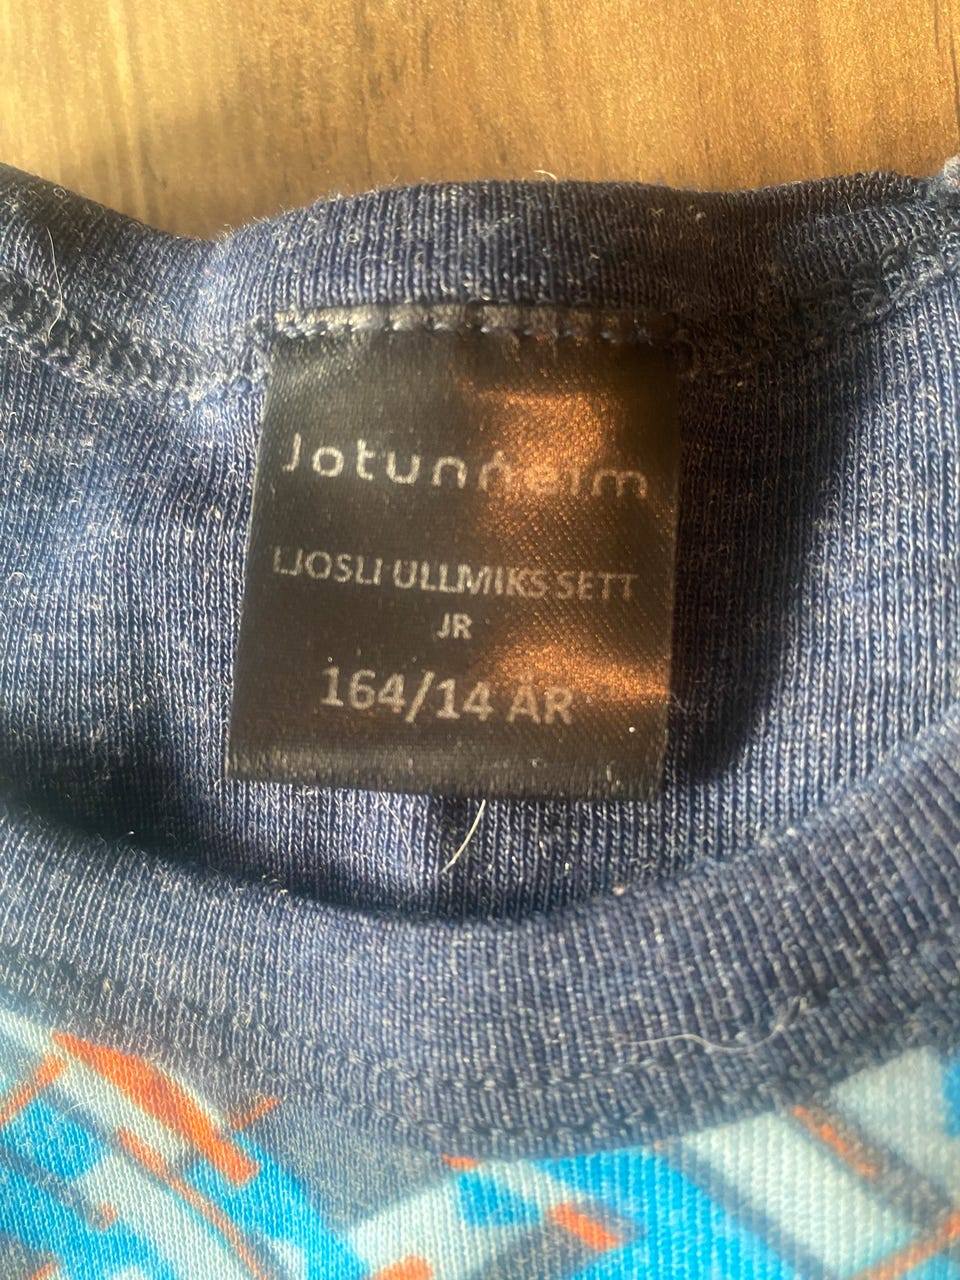 Jotunheim
LJOSLI ULLMIKS SETT
JR
164/14 ÅR